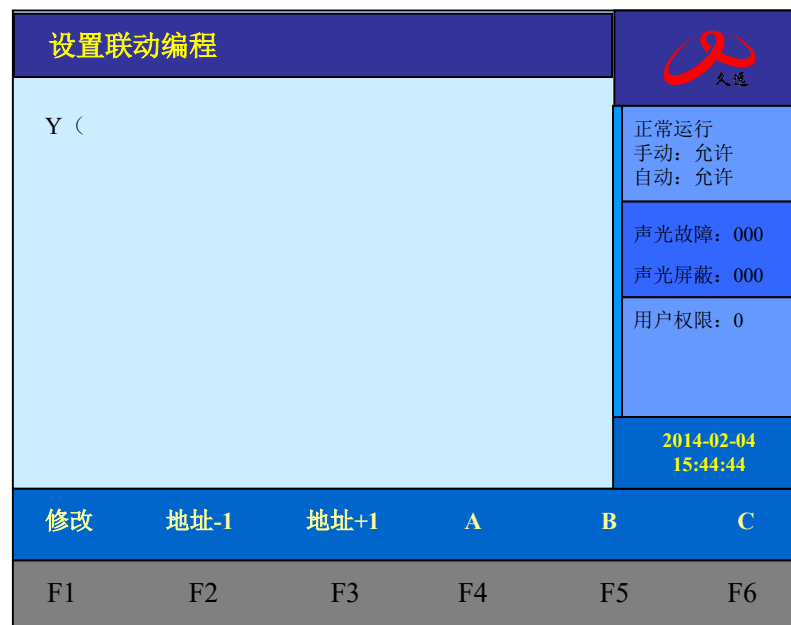 设置联动编程
久远
Y（
正常运行
手动：允许
自动：允许
声光故障：000
声光屏蔽：000
用户权限：0
2014-02-04
15:44:44
修改 地址-1 地址+1 A B C
F1 F2 F3 F4 F5 F6